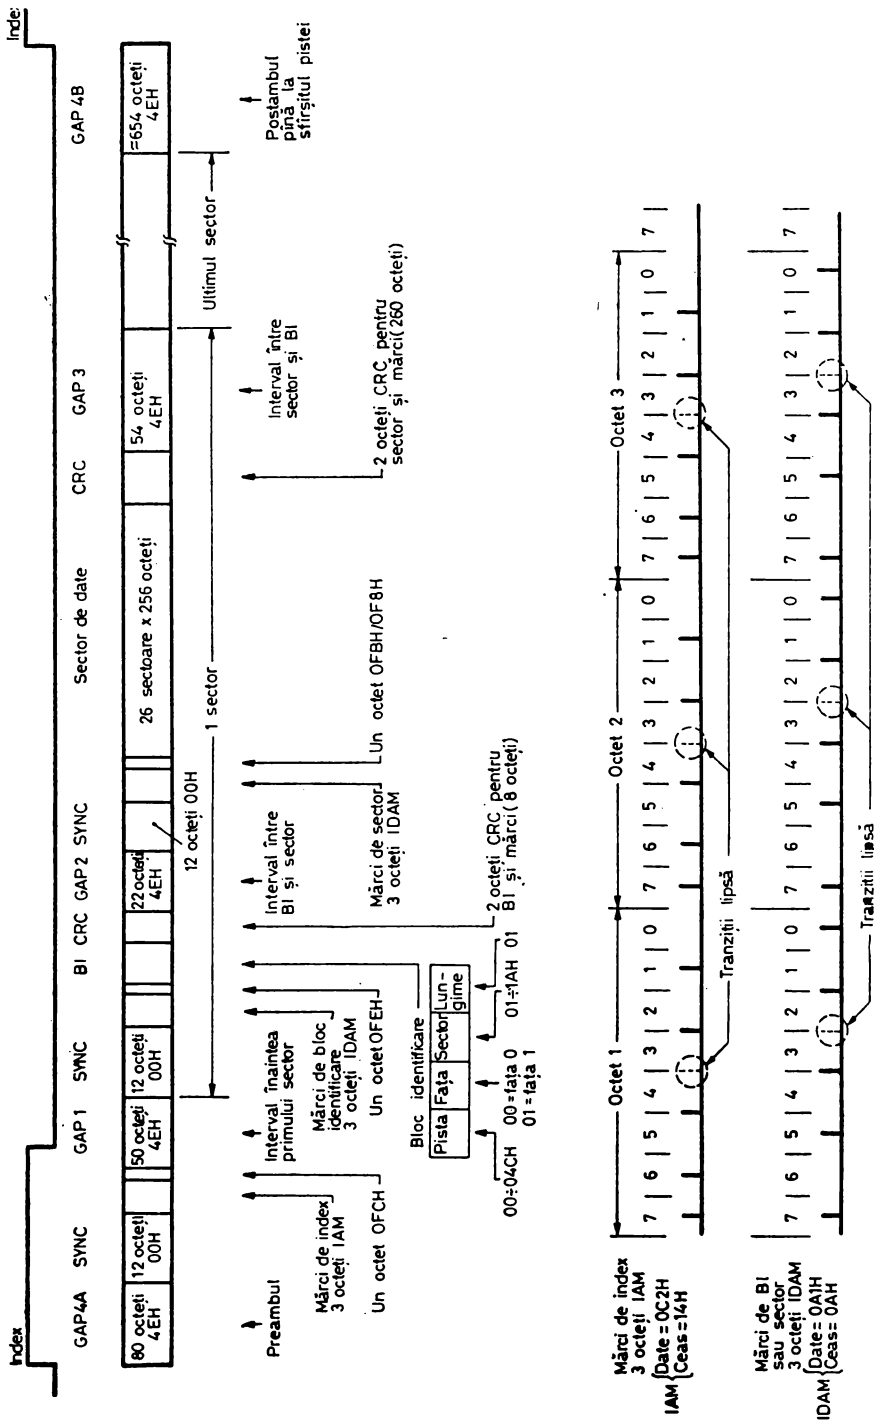 Index
Inde
GAP4A
SYNC
GAP 1
SYNC
BI
CRC
GAP 2
SYNC
Sector de date
CRC
GAP 3
GAP 4B
80 octeți
4EH
12 octeți
00H
50 octeți
4EH
12 octeți
00H
22 octeți
4EH
26 sectoare x 256 octeți
54 octeți
4EH
≈654 octeți
4EH
12 octeți 00H
1 sector
Ultimul sector
Preambul
Mărci de index
3 octeți IAM
Un octet OFCH
Interval înaintea
primului sector
Mărci de bloc
identificare
3 octeți IDAM
Un octet OFEH
Bloc identificare
Pista
Fața
Sector
Lun-
gime
00÷04CH
00 = fața 0
01 = fața 1
01÷1AH
01
Interval între
BI și sector
Mărci de sector
3 octeți IDAM
2 octeți CRC pentru
BI și mărci (8 octeți)
Un octet OFBH/OF8H
2 octeți CRC pentru
sector și mărci (260 octeți)
Interval între
sector și BI
Postambul
pînă la
sfîrșitul pistei
Mărci de index
3 octeți IAM
IAM {Date = 0C2H
Ceas = 14H
Octet 1
Octet 2
Octet 3
7 | 6 | 5 | 4 | 3 | 2 | 1 | 0 7 | 6 | 5 | 4 | 3 | 2 | 1 | 0 7 | 6 | 5 | 4 | 3 | 2 | 1 | 0 | 7 |
Tranziții lipsă
Mărci de BI
sau sector
3 octeți IDAM
IDAM {Date = 0A1H
Ceas = 0AH
7 | 6 | 5 | 4 | 3 | 2 | 1 | 0 | 7 | 6 | 5 | 4 | 3 | 2 | 1 | 0 | 7 | 6 | 5 | 4 | 3 | 2 | 1 | 0 | 7 |
Tranziții lipsă